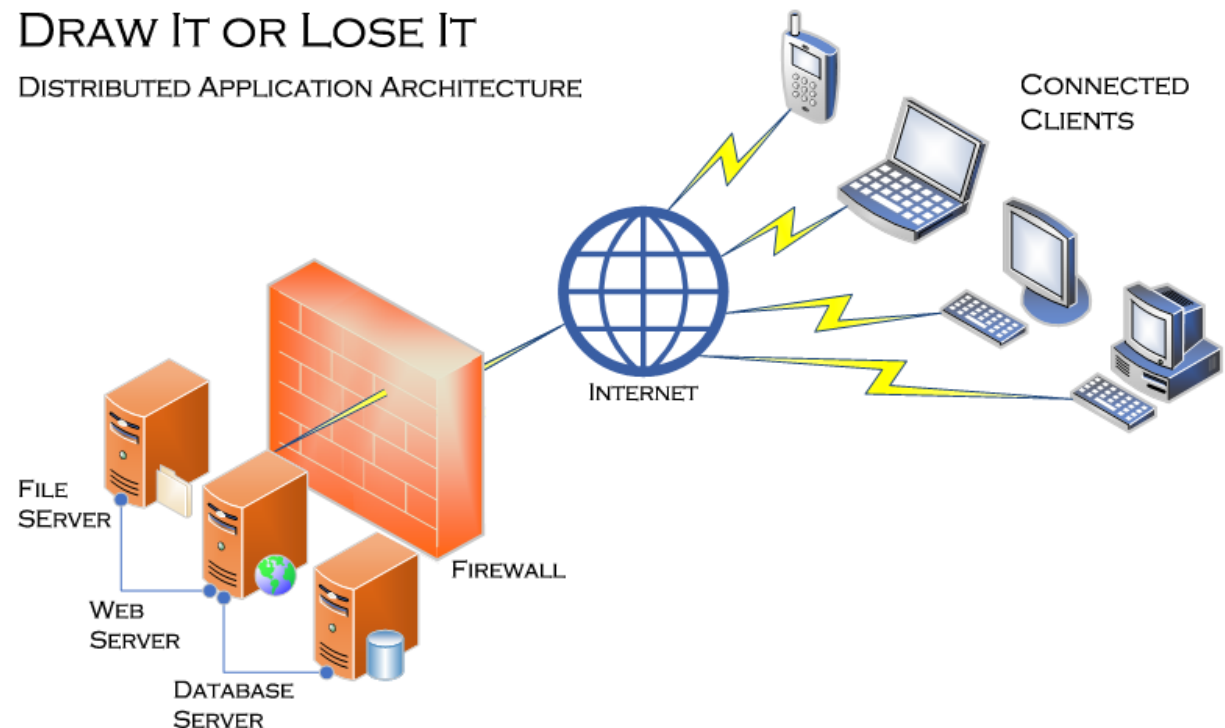 Draw It or Lose It
Distributed Application Architecture
Connected
Clients
Internet
Firewall
File
SErver
Web
Server
Database
Server